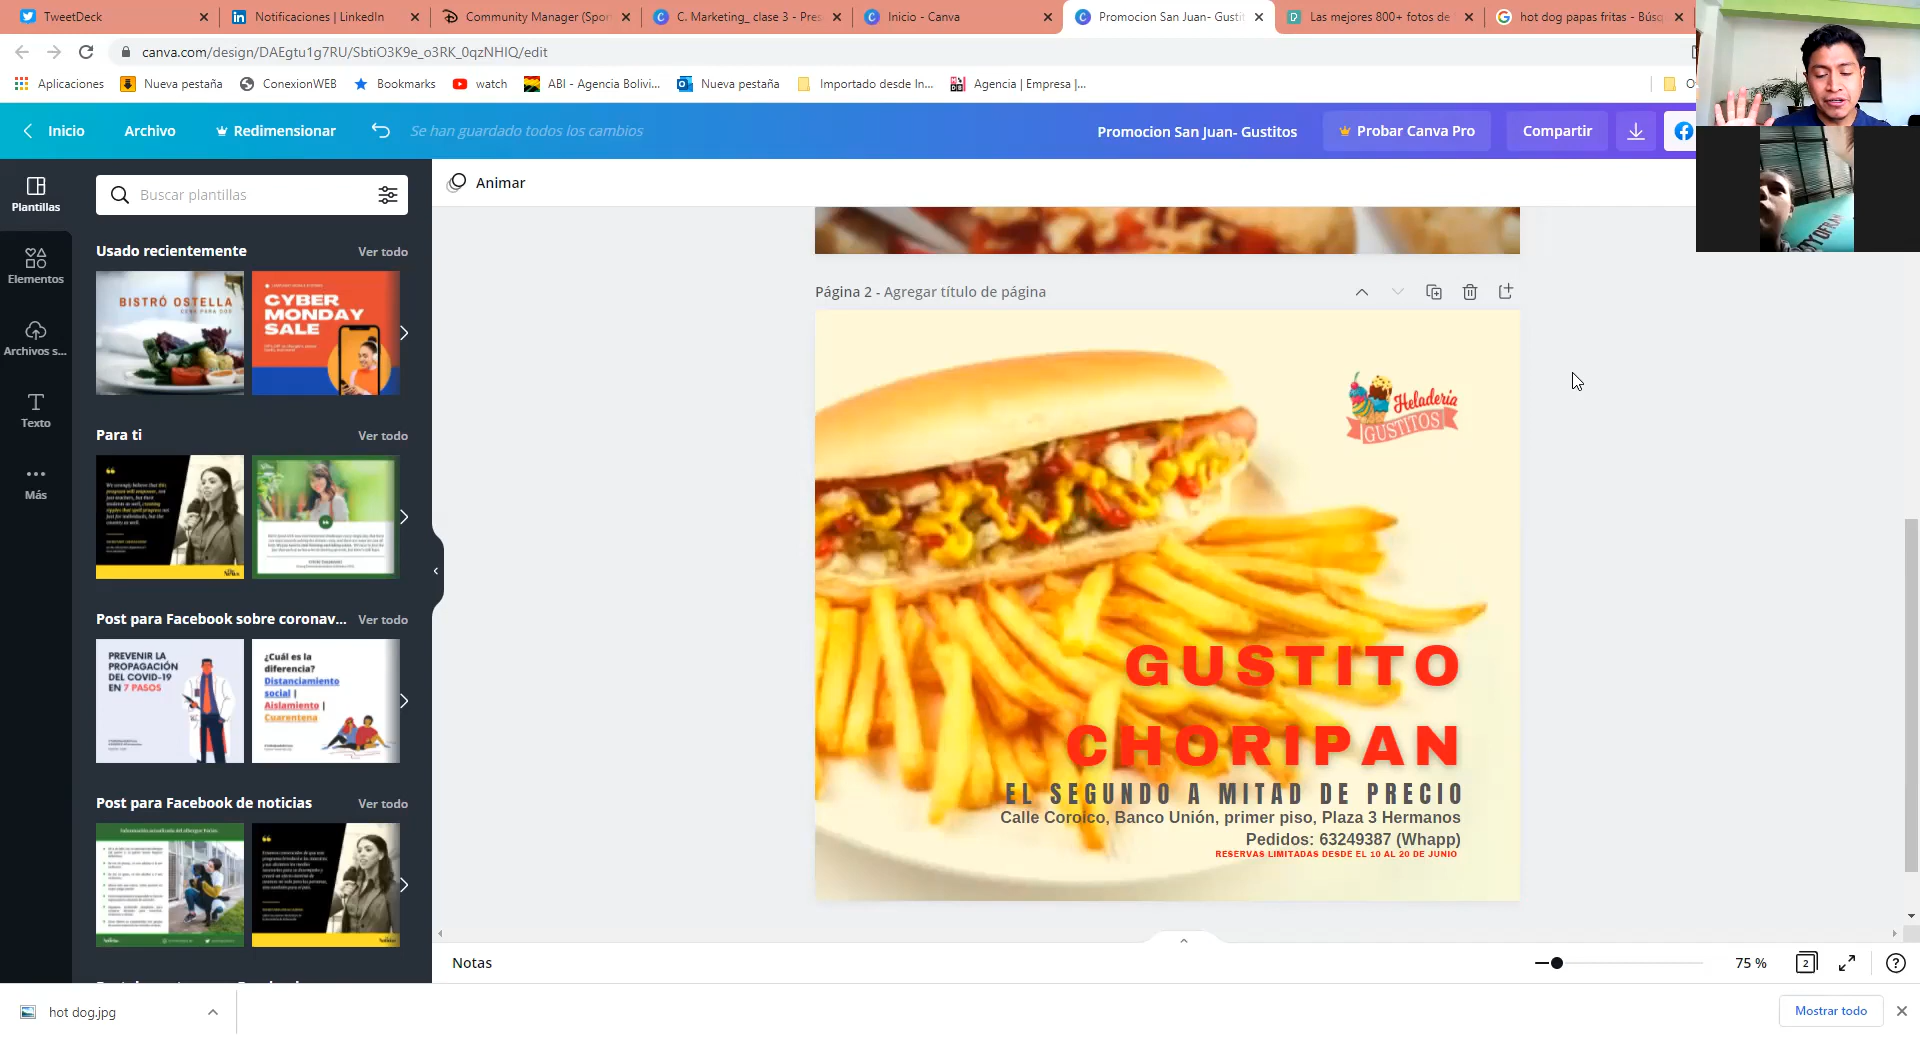 TweetDeck
Notificaciones | LinkedIn
Community Manager (Spon
C. Marketing_ clase 3 - Pres
Inicio - Canva
Promocion San Juan- Gustit
Las mejores 800+ fotos de
hot dog papas fritas - Búsq
canva.com/design/DAEgtu1g7RU/SbtiO3K9e_o3RK_0qzNHIQ/edit
Aplicaciones
Nueva pestaña
ConexionWEB
Bookmarks
watch
ABI - Agencia Bolivi...
Nueva pestaña
Importado desde In...
Agencia | Empresa |...
Inicio
Archivo
Redimensionar
Se han guardado todos los cambios
Promocion San Juan- Gustitos
Probar Canva Pro
Compartir
Plantillas
Elementos
Archivos s...
Texto
Más
Buscar plantillas
Animar
Usado recientemente
Ver todo
BISTRÓ OSTELLA
CENA PARA DOS
CYBER
MONDAY
SALE
Para ti
Ver todo
Post para Facebook sobre coronav...
Ver todo
PREVENIR LA
PROPAGACIÓN
DEL COVID-19
EN 7 PASOS
¿Cuál es la
diferencia?
Distanciamiento
social |
Aislamiento |
Cuarentena
Post para Facebook de noticias
Ver todo
Página 2 - Agregar título de página
Heladería
GUSTITOS
GUSTITO
CHORIPAN
EL SEGUNDO A MITAD DE PRECIO
Calle Coroico, Banco Unión, primer piso, Plaza 3 Hermanos
Pedidos: 63249387 (Whapp)
RESERVAS LIMITADAS DESDE EL 10 AL 20 DE JUNIO
Notas
75 %
2
hot dog.jpg
Mostrar todo